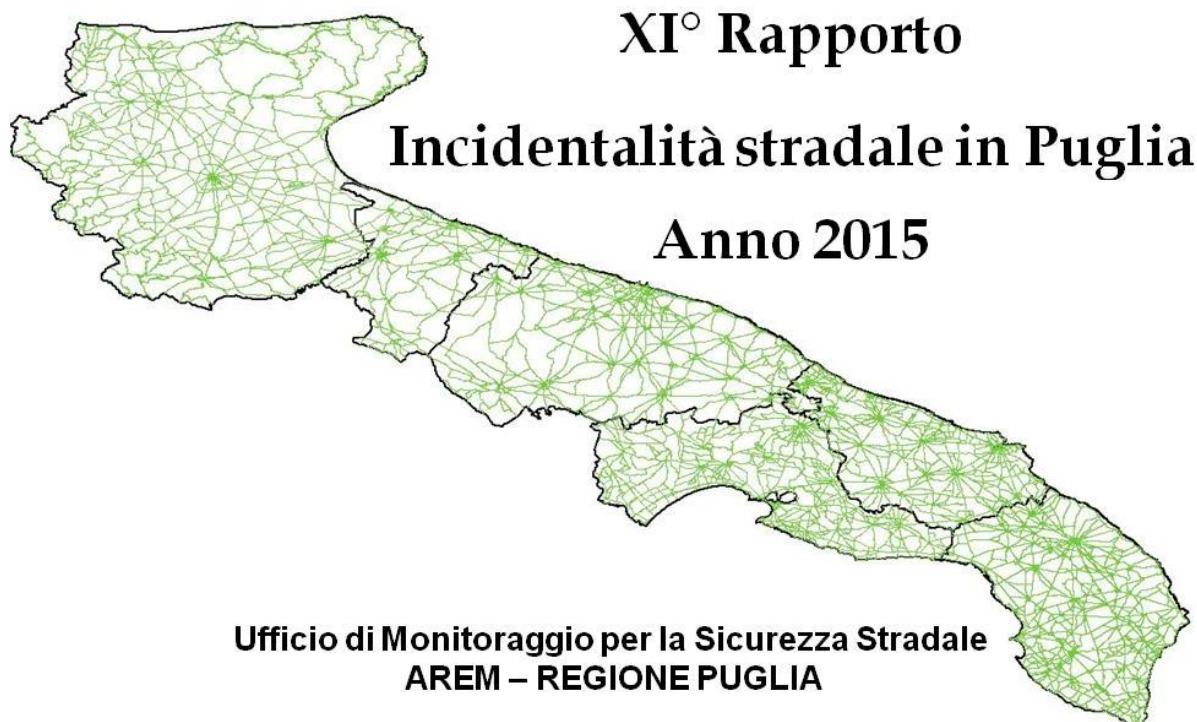 XI° Rapporto
Incidentalità stradale in Puglia
Anno 2015
Ufficio di Monitoraggio per la Sicurezza Stradale
AREM – REGIONE PUGLIA